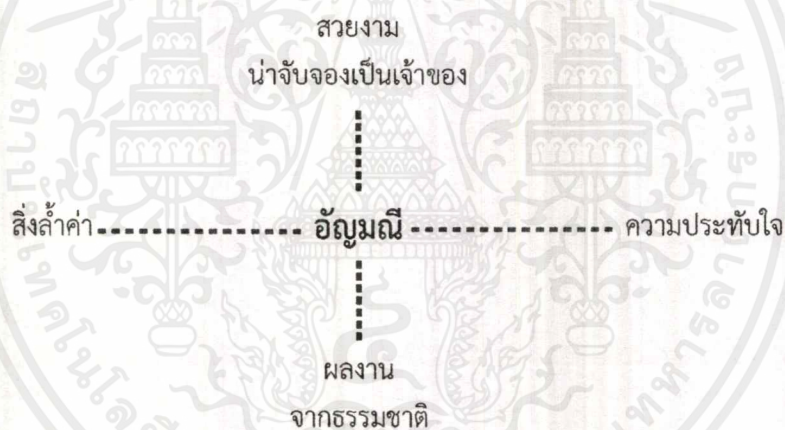 สวยงาม
น่าจับจองเป็นเจ้าของ
สิ่งล้ำค่า อัญมณี ความประทับใจ
ผลงาน
จากธรรมชาติ